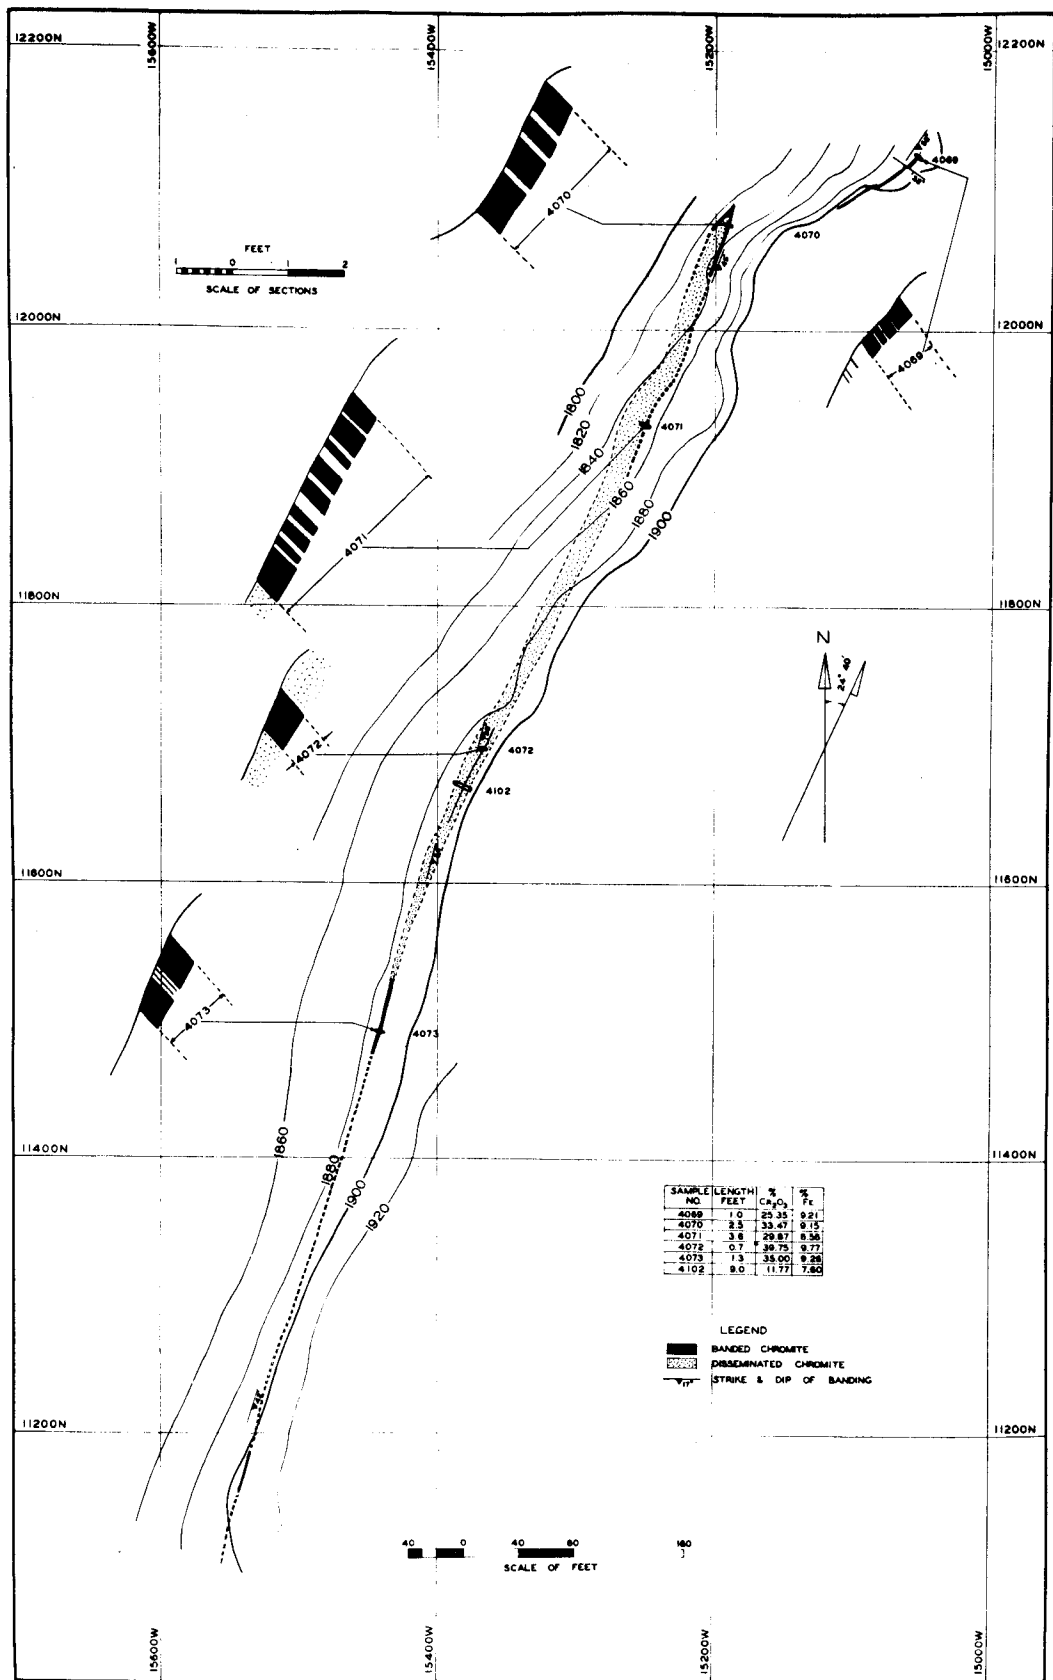 15600W 15400W 15200W 15000W
12200N 12200N
4070
4069
4070
FEET
1 0 1 2
SCALE OF SECTIONS
12000N 12000N
4069
1800
1820
1840
1860
1880
1900
4071
4071
11800N 11800N
N
24° 40'
4072
4072
4102
11600N 11600N
4073
4073
11400N 11400N
1860
1880
1900
1920
SAMPLE NO. LENGTH FEET % Cr2O3 % Fe
4069 1.0 25.35 9.21
4070 2.5 33.47 9.15
4071 3.6 29.87
4072 0.7 39.75 9.77
4073 1.3 35.00 9.26
4102 9.0 11.77 7.60
LEGEND
BANDED CHROMITE
DISSEMINATED CHROMITE
17° STRIKE & DIP OF BANDING
11200N 11200N
40 0 40 80 160
SCALE OF FEET
15600W 15400W 15200W 15000W